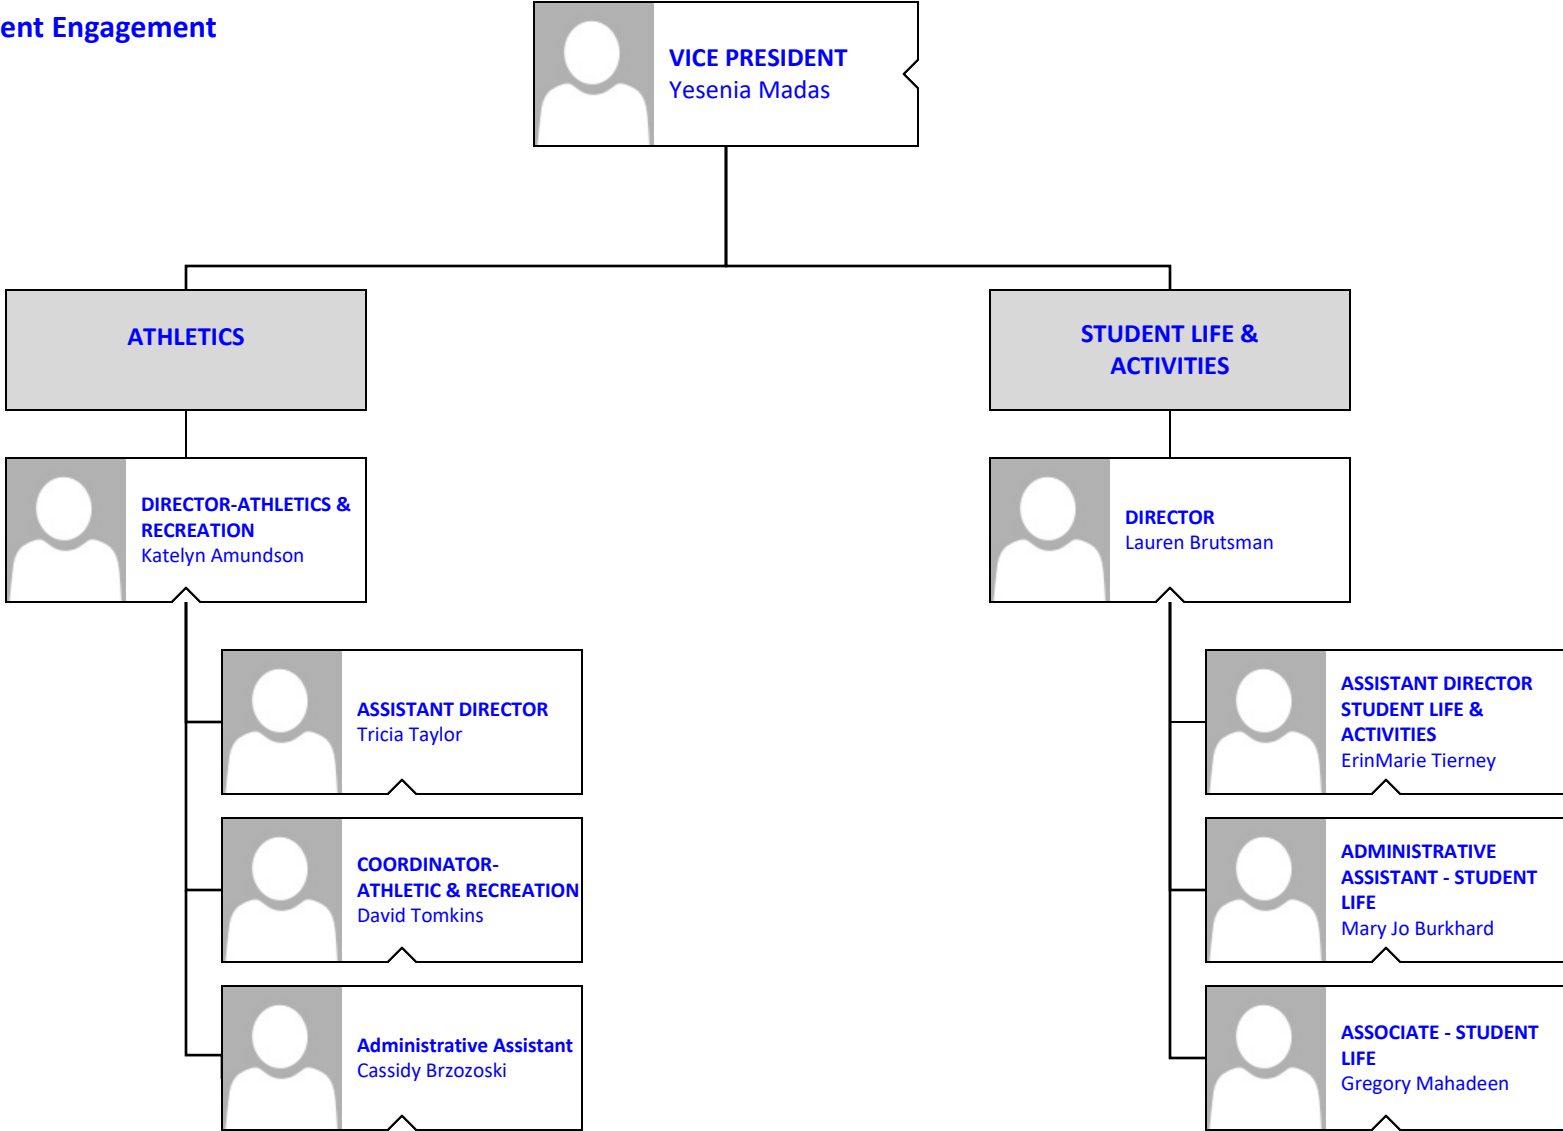 ent Engagement
VICE PRESIDENT
Yesenia Madas
ATHLETICS
STUDENT LIFE &
ACTIVITIES
DIRECTOR-ATHLETICS &
RECREATION
Katelyn Amundson
DIRECTOR
Lauren Brutsman
ASSISTANT DIRECTOR
Tricia Taylor
ASSISTANT DIRECTOR
STUDENT LIFE &
ACTIVITIES
ErinMarie Tierney
COORDINATOR-
ATHLETIC & RECREATION
David Tomkins
ADMINISTRATIVE
ASSISTANT - STUDENT
LIFE
Mary Jo Burkhard
Administrative Assistant
Cassidy Brzozoski
ASSOCIATE - STUDENT
LIFE
Gregory Mahadeen